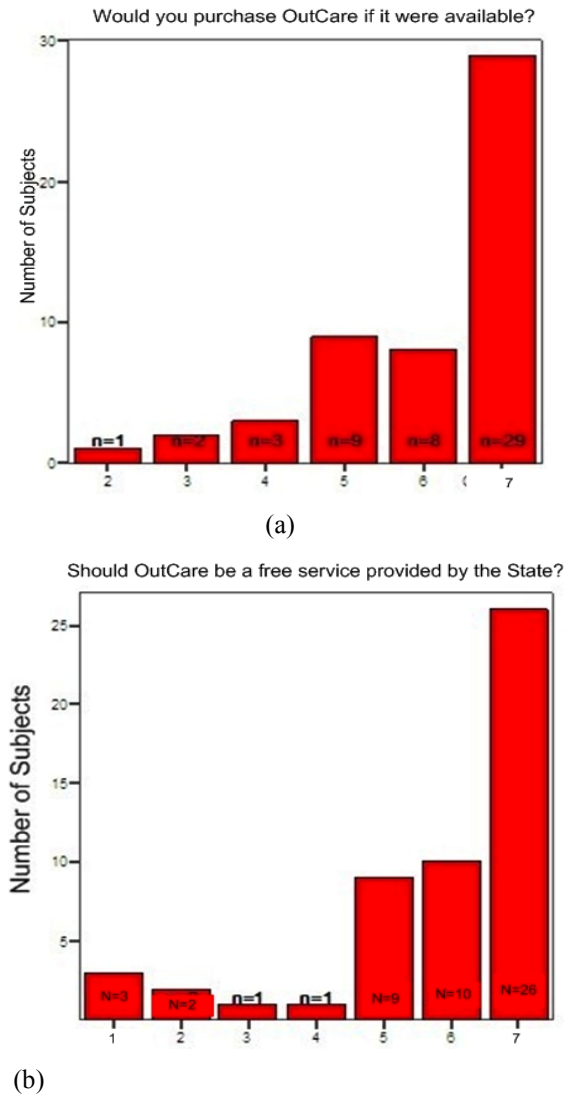 Would you purchase OutCare if it were available?
Number of Subjects
30
20
10
0
n=1
n=2
n=3
n=9
n=8
n=29
2 3 4 5 6 7
(a)
Should OutCare be a free service provided by the State?
Number of Subjects
25
20
15
10
5
N=3
N=2
n=1
n=1
N=9
N=10
N=26
1 2 3 4 5 6 7
(b)